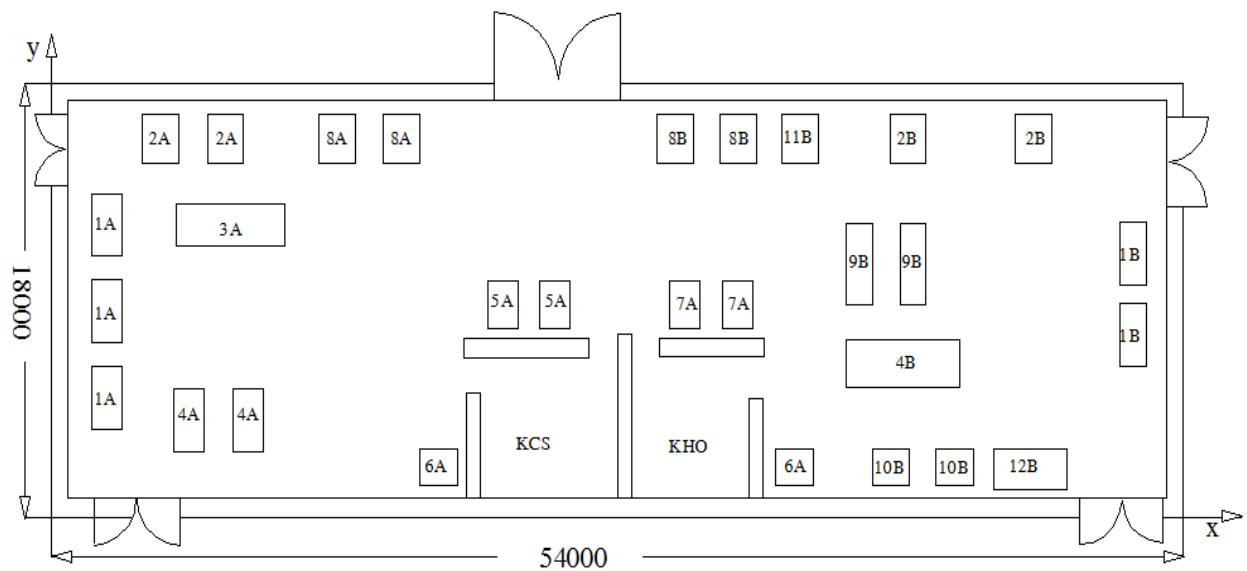 y
2A 2A 8A 8A 8B 8B 11B 2B 2B
1A 3A
9B 9B 1B
1A 5A 5A 7A 7A
18000
1B
4B
1A 4A 4A
KCS KHO
6A 6A 10B 10B 12B
x
54000